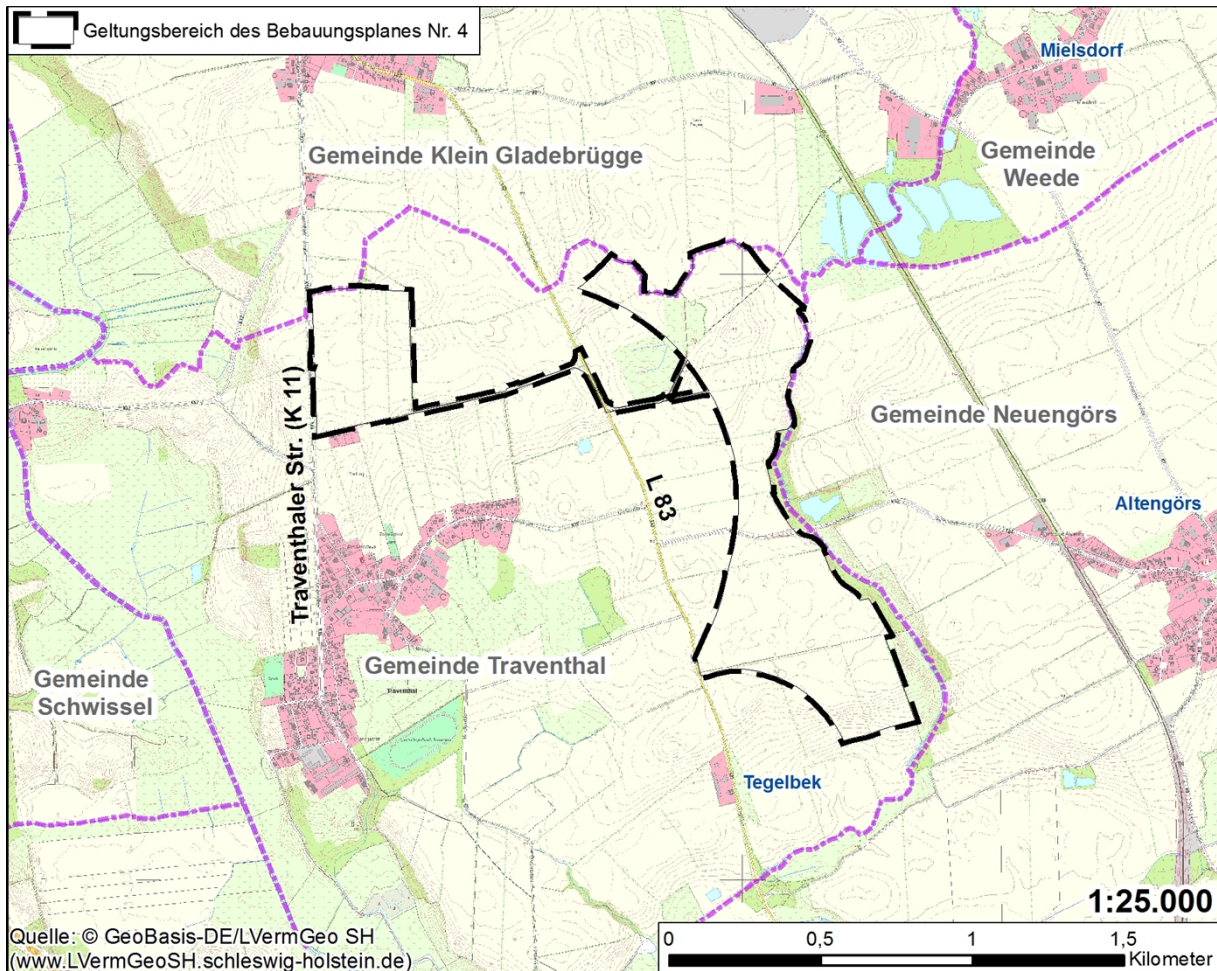 Geltungsbereich des Bebauungsplanes Nr. 4
Mielsdorf
Gemeinde Klein Gladebrügge
Gemeinde
Weede
Traventhaler Str. (K 11)
Gemeinde Neuengörs
L 83
Altengörs
Gemeinde Traventhal
Gemeinde
Schwissel
Traventhal
Tegelbek
1:25.000
Quelle: © GeoBasis-DE/LVermGeo SH
(www.LVermGeoSH.schleswig-holstein.de)
0 0,5 1 1,5
Kilometer